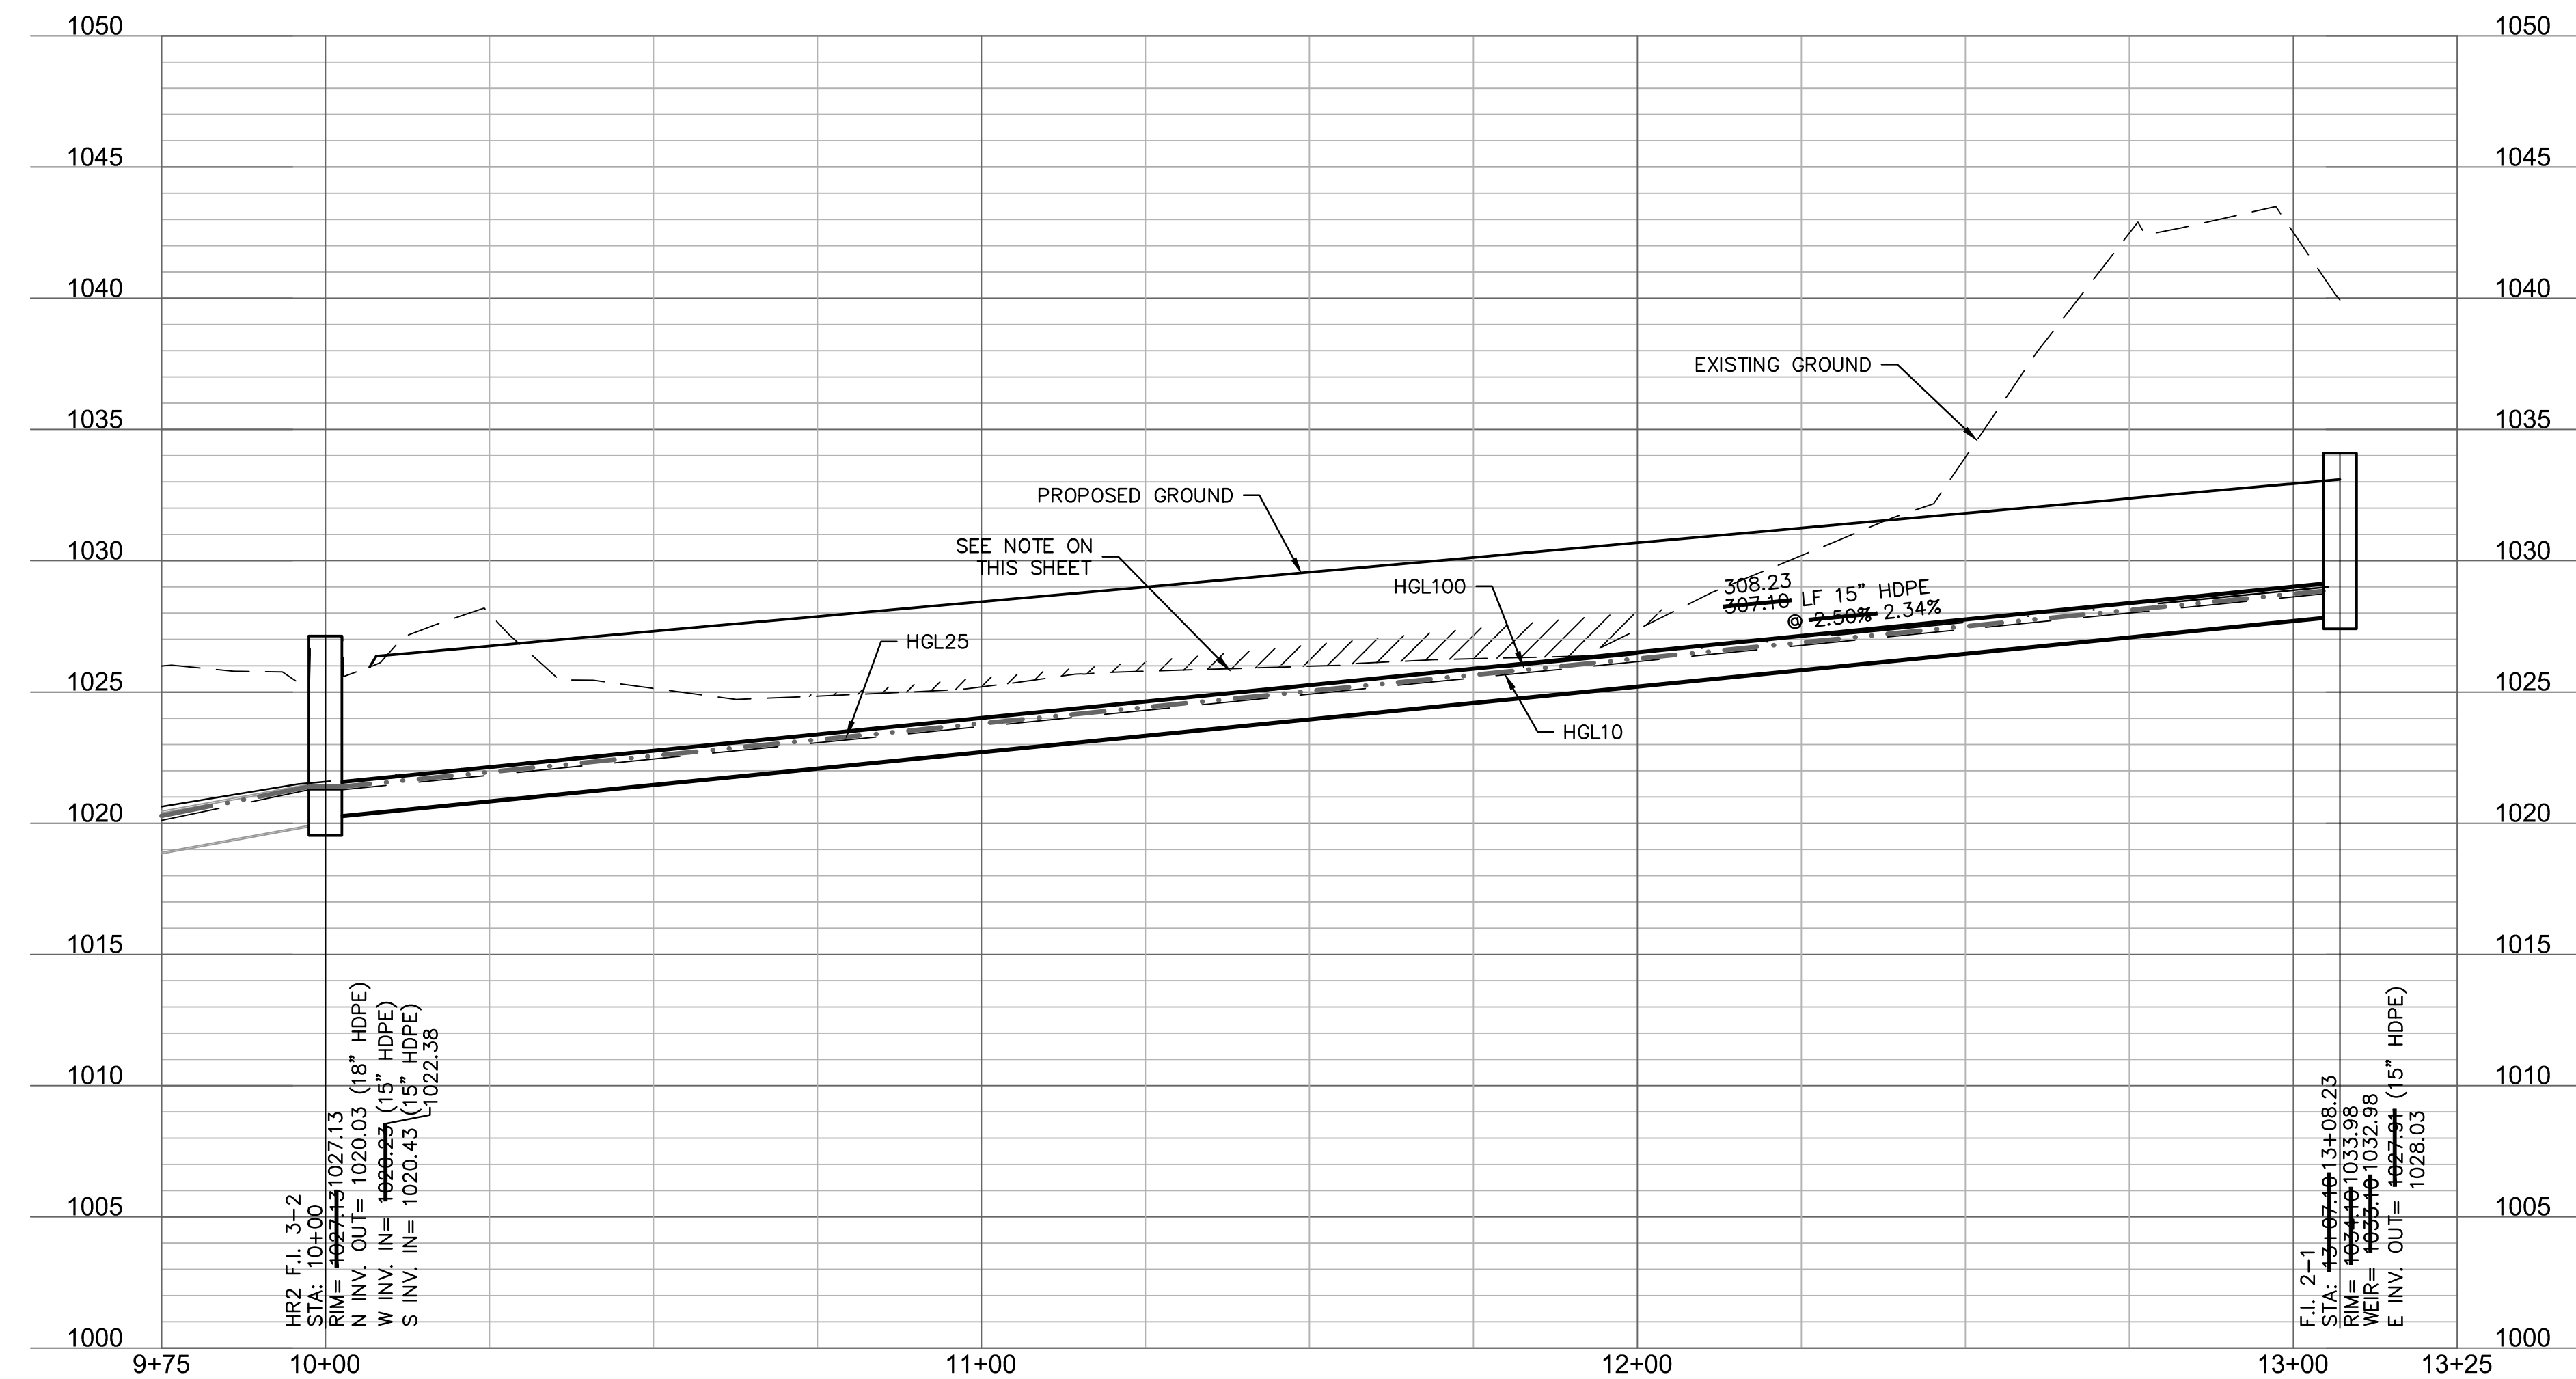 1050
1045
1040
1035
1030
1025
1020
1015
1010
1005
1000
1050
1045
1040
1035
1030
1025
1020
1015
1010
1005
1000
EXISTING GROUND
PROPOSED GROUND
SEE NOTE ON
THIS SHEET
HGL100
HGL25
HGL10
308.23
307.10 LF 15" HDPE
@ 2.50% 2.34%
HR2 F.I. 3-2
STA: 10+00
RIM= 1027.13 1027.13
N INV. OUT= 1020.03 (18" HDPE)
W INV. IN= 1020.23 (15" HDPE)
S INV. IN= 1020.43 (15" HDPE)
1022.38
F.I. 2-1
STA: 13+07.10 13+08.23
RIM= 1034.10 1033.98
WEIR= 1033.10 1032.98
E INV. OUT= 1027.91 (15" HDPE)
1028.03
9+75
10+00
11+00
12+00
13+00
13+25